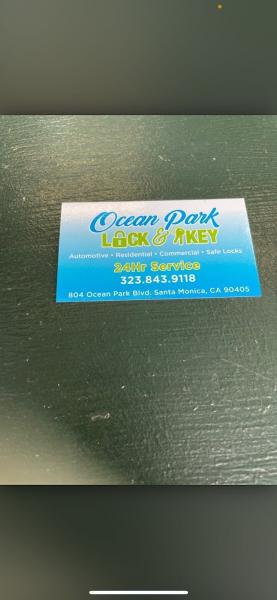 Ocean Park
LOCK & KEY
Automotive • Residential • Commercial • Safe Locks
24Hr Service
323.843.9118
804 Ocean Park Blvd. Santa Monica, CA 90405